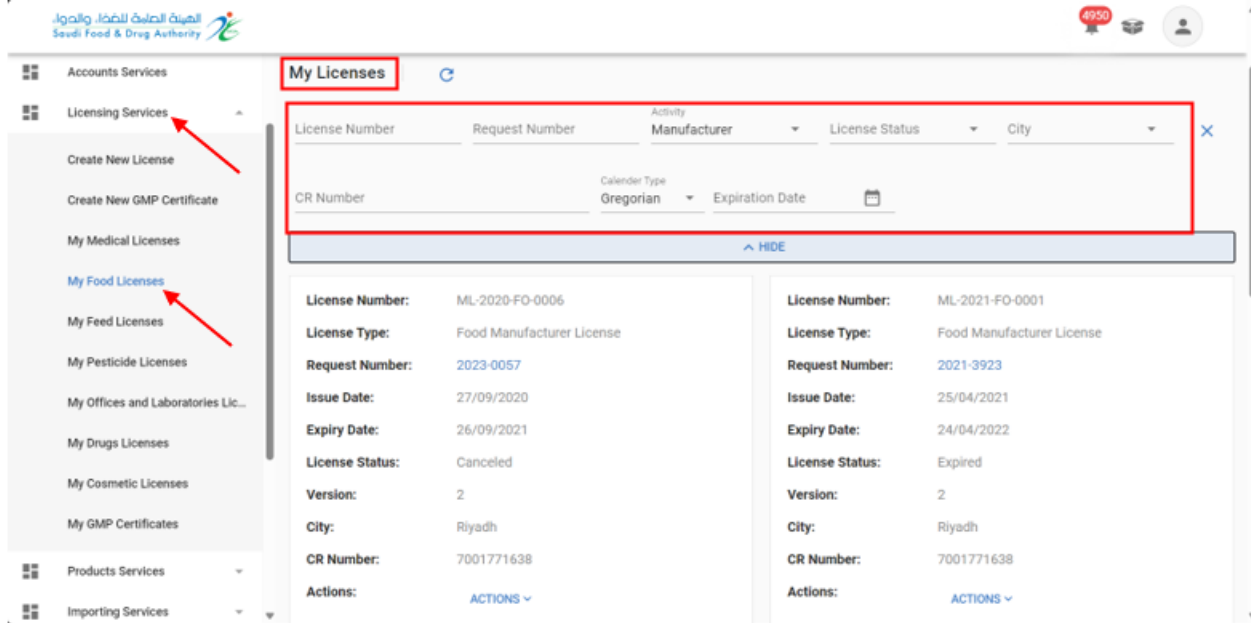 الهيئة العامة للغذاء والدواء
Saudi Food & Drug Authority
4950
Accounts Services
Licensing Services
Create New License
Create New GMP Certificate
My Medical Licenses
My Food Licenses
My Feed Licenses
My Pesticide Licenses
My Offices and Laboratories Lic...
My Drugs Licenses
My Cosmetic Licenses
My GMP Certificates
Products Services
Importing Services
My Licenses
License Number
Request Number
Activity
Manufacturer
License Status
City
CR Number
Calender Type
Gregorian
Expiration Date
HIDE
License Number: ML-2020-FO-0006
License Type: Food Manufacturer License
Request Number: 2023-0057
Issue Date: 27/09/2020
Expiry Date: 26/09/2021
License Status: Canceled
Version: 2
City: Riyadh
CR Number: 7001771638
Actions: ACTIONS
License Number: ML-2021-FO-0001
License Type: Food Manufacturer License
Request Number: 2021-3923
Issue Date: 25/04/2021
Expiry Date: 24/04/2022
License Status: Expired
Version: 2
City: Riyadh
CR Number: 7001771638
Actions: ACTIONS